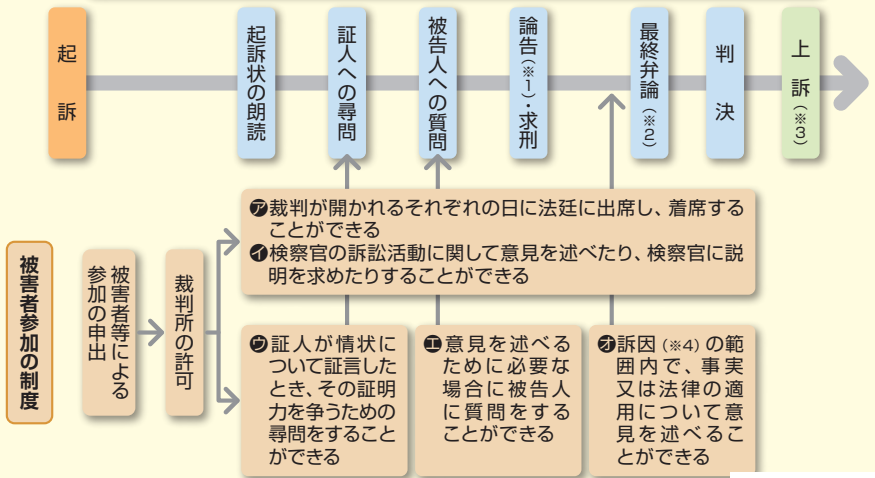 起訴
起訴状の朗読
証人への尋問
被告人への質問
論告(※1)・求刑
最終弁論(※2)
判決
上訴(※3)
被害者参加の制度
被害者等による
参加の申出
裁判所の許可
㋐裁判が開かれるそれぞれの日に法廷に出席し、着席する
ことができる
㋑検察官の訴訟活動に関して意見を述べたり、検察官に説
明を求めたりすることができる
㋒証人が情状に
ついて証言した
とき、その証明
力を争うための
尋問をすること
ができる
㋓意見を述べる
ために必要な
場合に被告人
に質問をする
ことができる
㋔訴因(※4)の範
囲内で、事実
又は法律の適
用について意
見を述べるこ
とができる